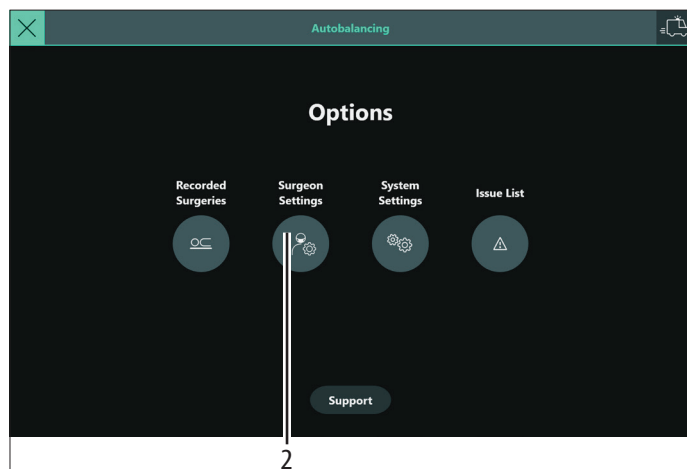 Autobalancing
Options
Recorded
Surgeries
Surgeon
Settings
System
Settings
Issue List
Support
2